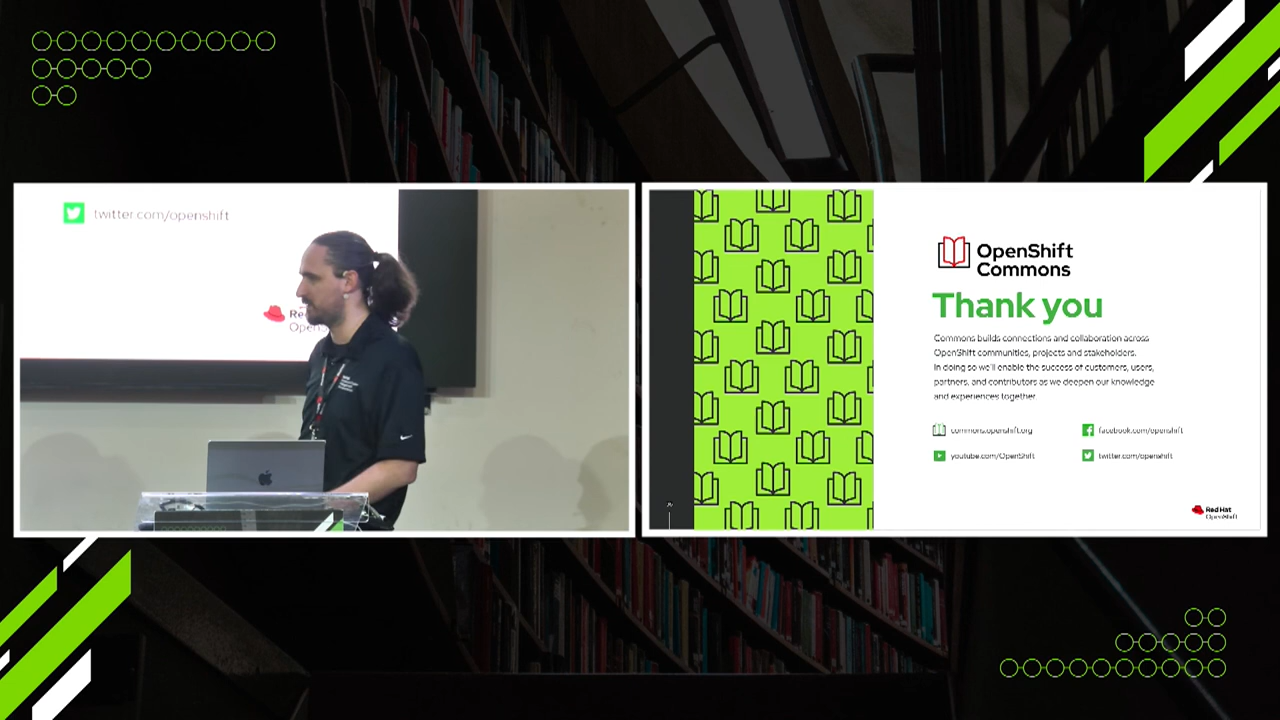 twitter.com/openshift
Re
Opens
OpenShift
Commons
Thank you
Commons builds connections and collaboration across
OpenShift communities, projects and stakeholders.
In doing so we'll enable the success of customers, users,
partners, and contributors as we deepen our knowledge
and experiences together.
commons.openshift.org
facebook.com/openshift
youtube.com/OpenShift
twitter.com/openshift
Red Hat
OpenShift